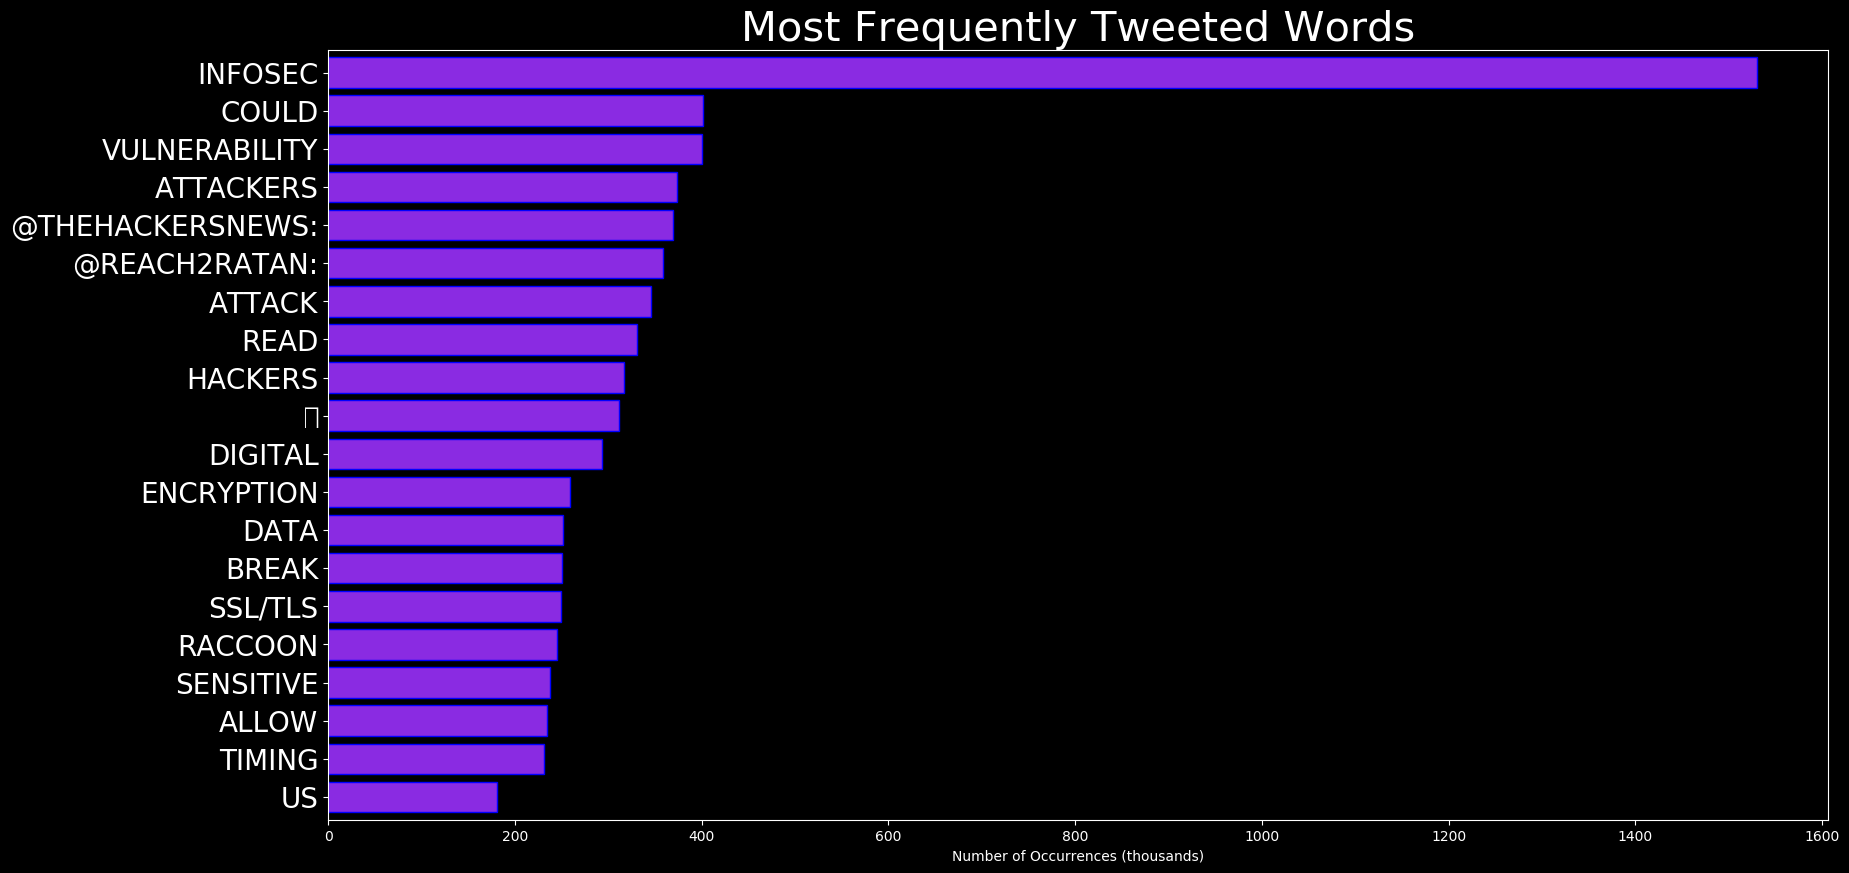 Most Frequently Tweeted Words
INFOSEC
COULD
VULNERABILITY
ATTACKERS
@THEHACKERSNEWS:
@REACH2RATAN:
ATTACK
READ
HACKERS
DIGITAL
ENCRYPTION
DATA
BREAK
SSL/TLS
RACCOON
SENSITIVE
ALLOW
TIMING
US
0 200 400 600 800 1000 1200 1400 1600
Number of Occurrences (thousands)